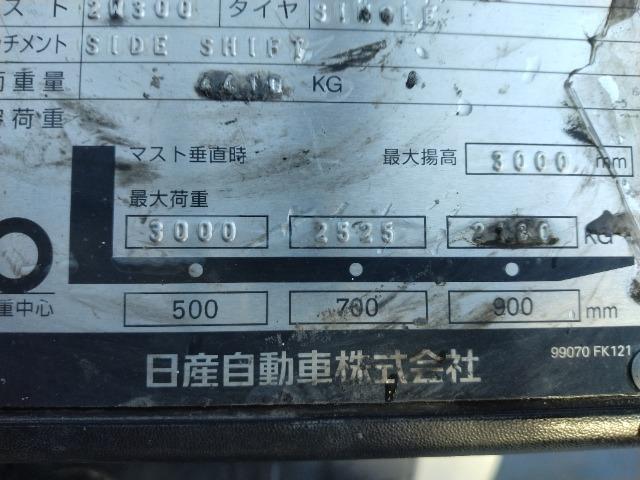 スト 2W300 タイヤ SINGLE
チメント SIDE SHIFT
重量 KG
容荷重
マスト垂直時 最大揚高 3000 mm
最大荷重
3000 2525 KG
重中心 500 700 900 mm
日産自動車株式会社 99070 FK121